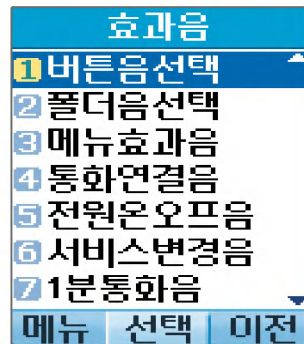 효과음
1 버튼음선택
2 폴더음선택
3 메뉴효과음
4 통화연결음
5 전원온오프음
6 서비스변경음
7 1분통화음
메뉴 선택 이전